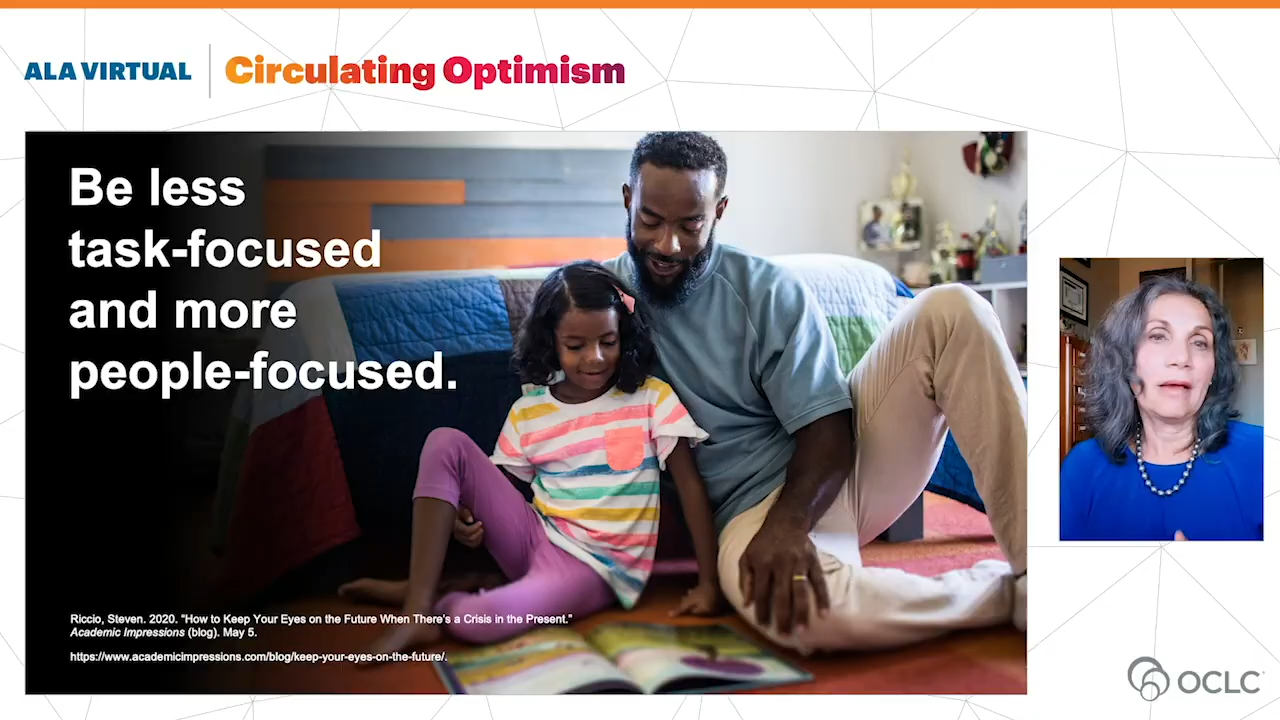 ALA VIRTUAL
Circulating Optimism
Be less
task-focused
and more
people-focused.
Riccio, Steven. 2020. "How to Keep Your Eyes on the Future When There's a Crisis in the Present."
Academic Impressions (blog). May 5.
https://www.academicimpressions.com/blog/keep-your-eyes-on-the-future/.
OCLC